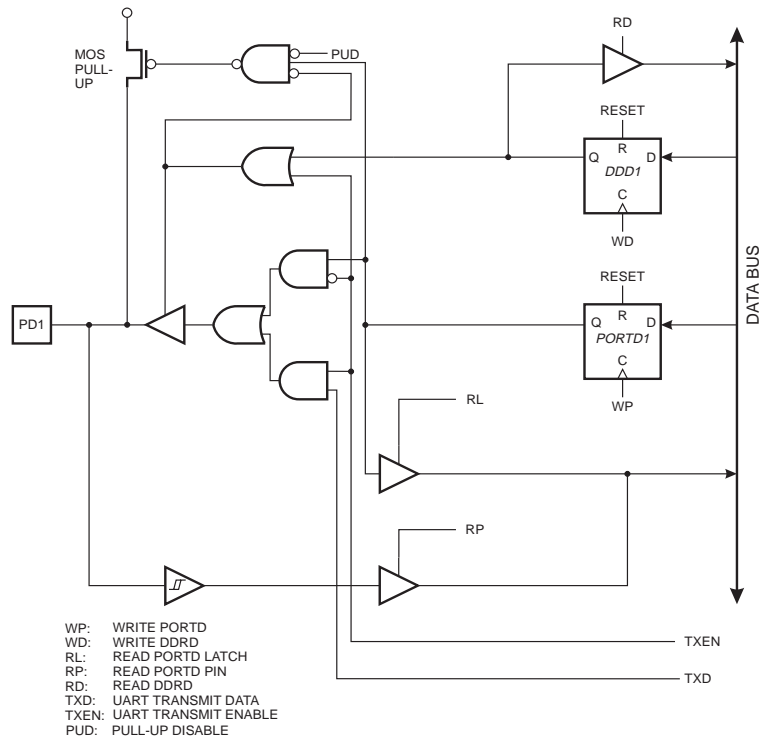 RD
MOS
PULL-
UP
PUD
RESET
R
Q D
DDD1
C
WD
RESET
R
Q D
PORTD1
C
WP
DATA BUS
PD1
RL
RP
WP: WRITE PORTD
WD: WRITE DDRD
RL: READ PORTD LATCH
RP: READ PORTD PIN
RD: READ DDRD
TXD: UART TRANSMIT DATA
TXEN: UART TRANSMIT ENABLE
PUD: PULL-UP DISABLE
TXEN
TXD